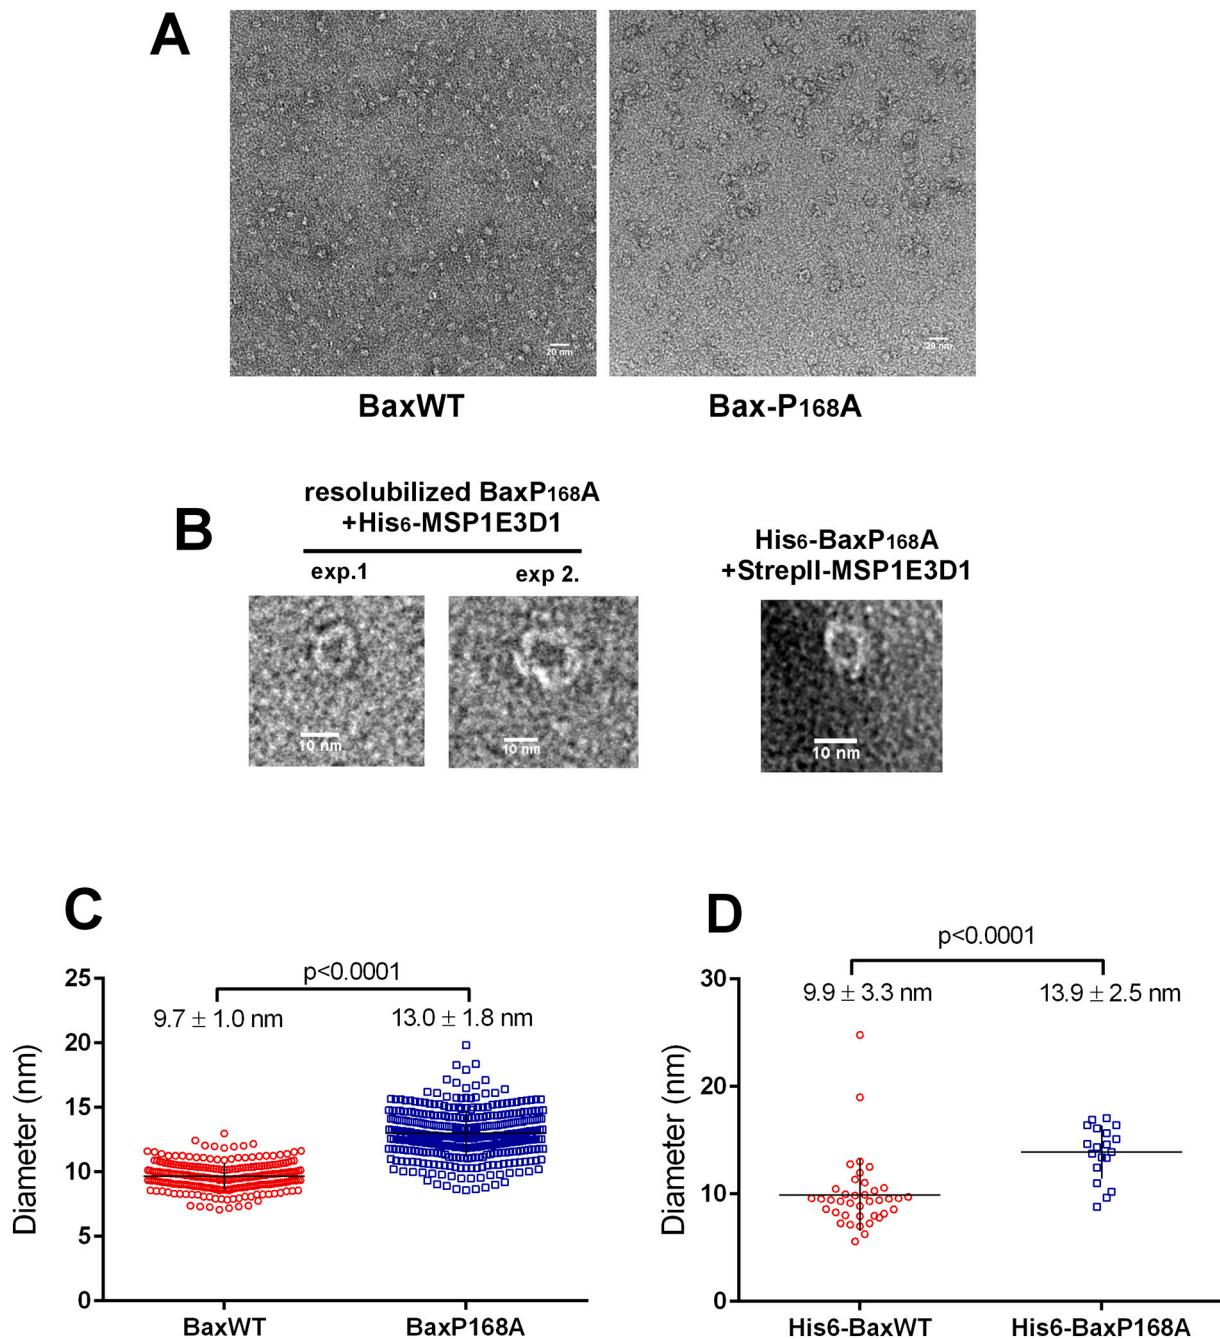 A
20 nm
20 nm
BaxWT
Bax-P168A
B
resolubilized BaxP168A
+His6-MSP1E3D1
exp.1
exp 2.
His6-BaxP168A
+StrepII-MSP1E3D1
10 nm
10 nm
10 nm
C
p<0.0001
9.7 ± 1.0 nm
13.0 ± 1.8 nm
Diameter (nm)
25
20
15
10
5
0
BaxWT
BaxP168A
D
p<0.0001
9.9 ± 3.3 nm
13.9 ± 2.5 nm
Diameter (nm)
30
20
10
0
His6-BaxWT
His6-BaxP168A